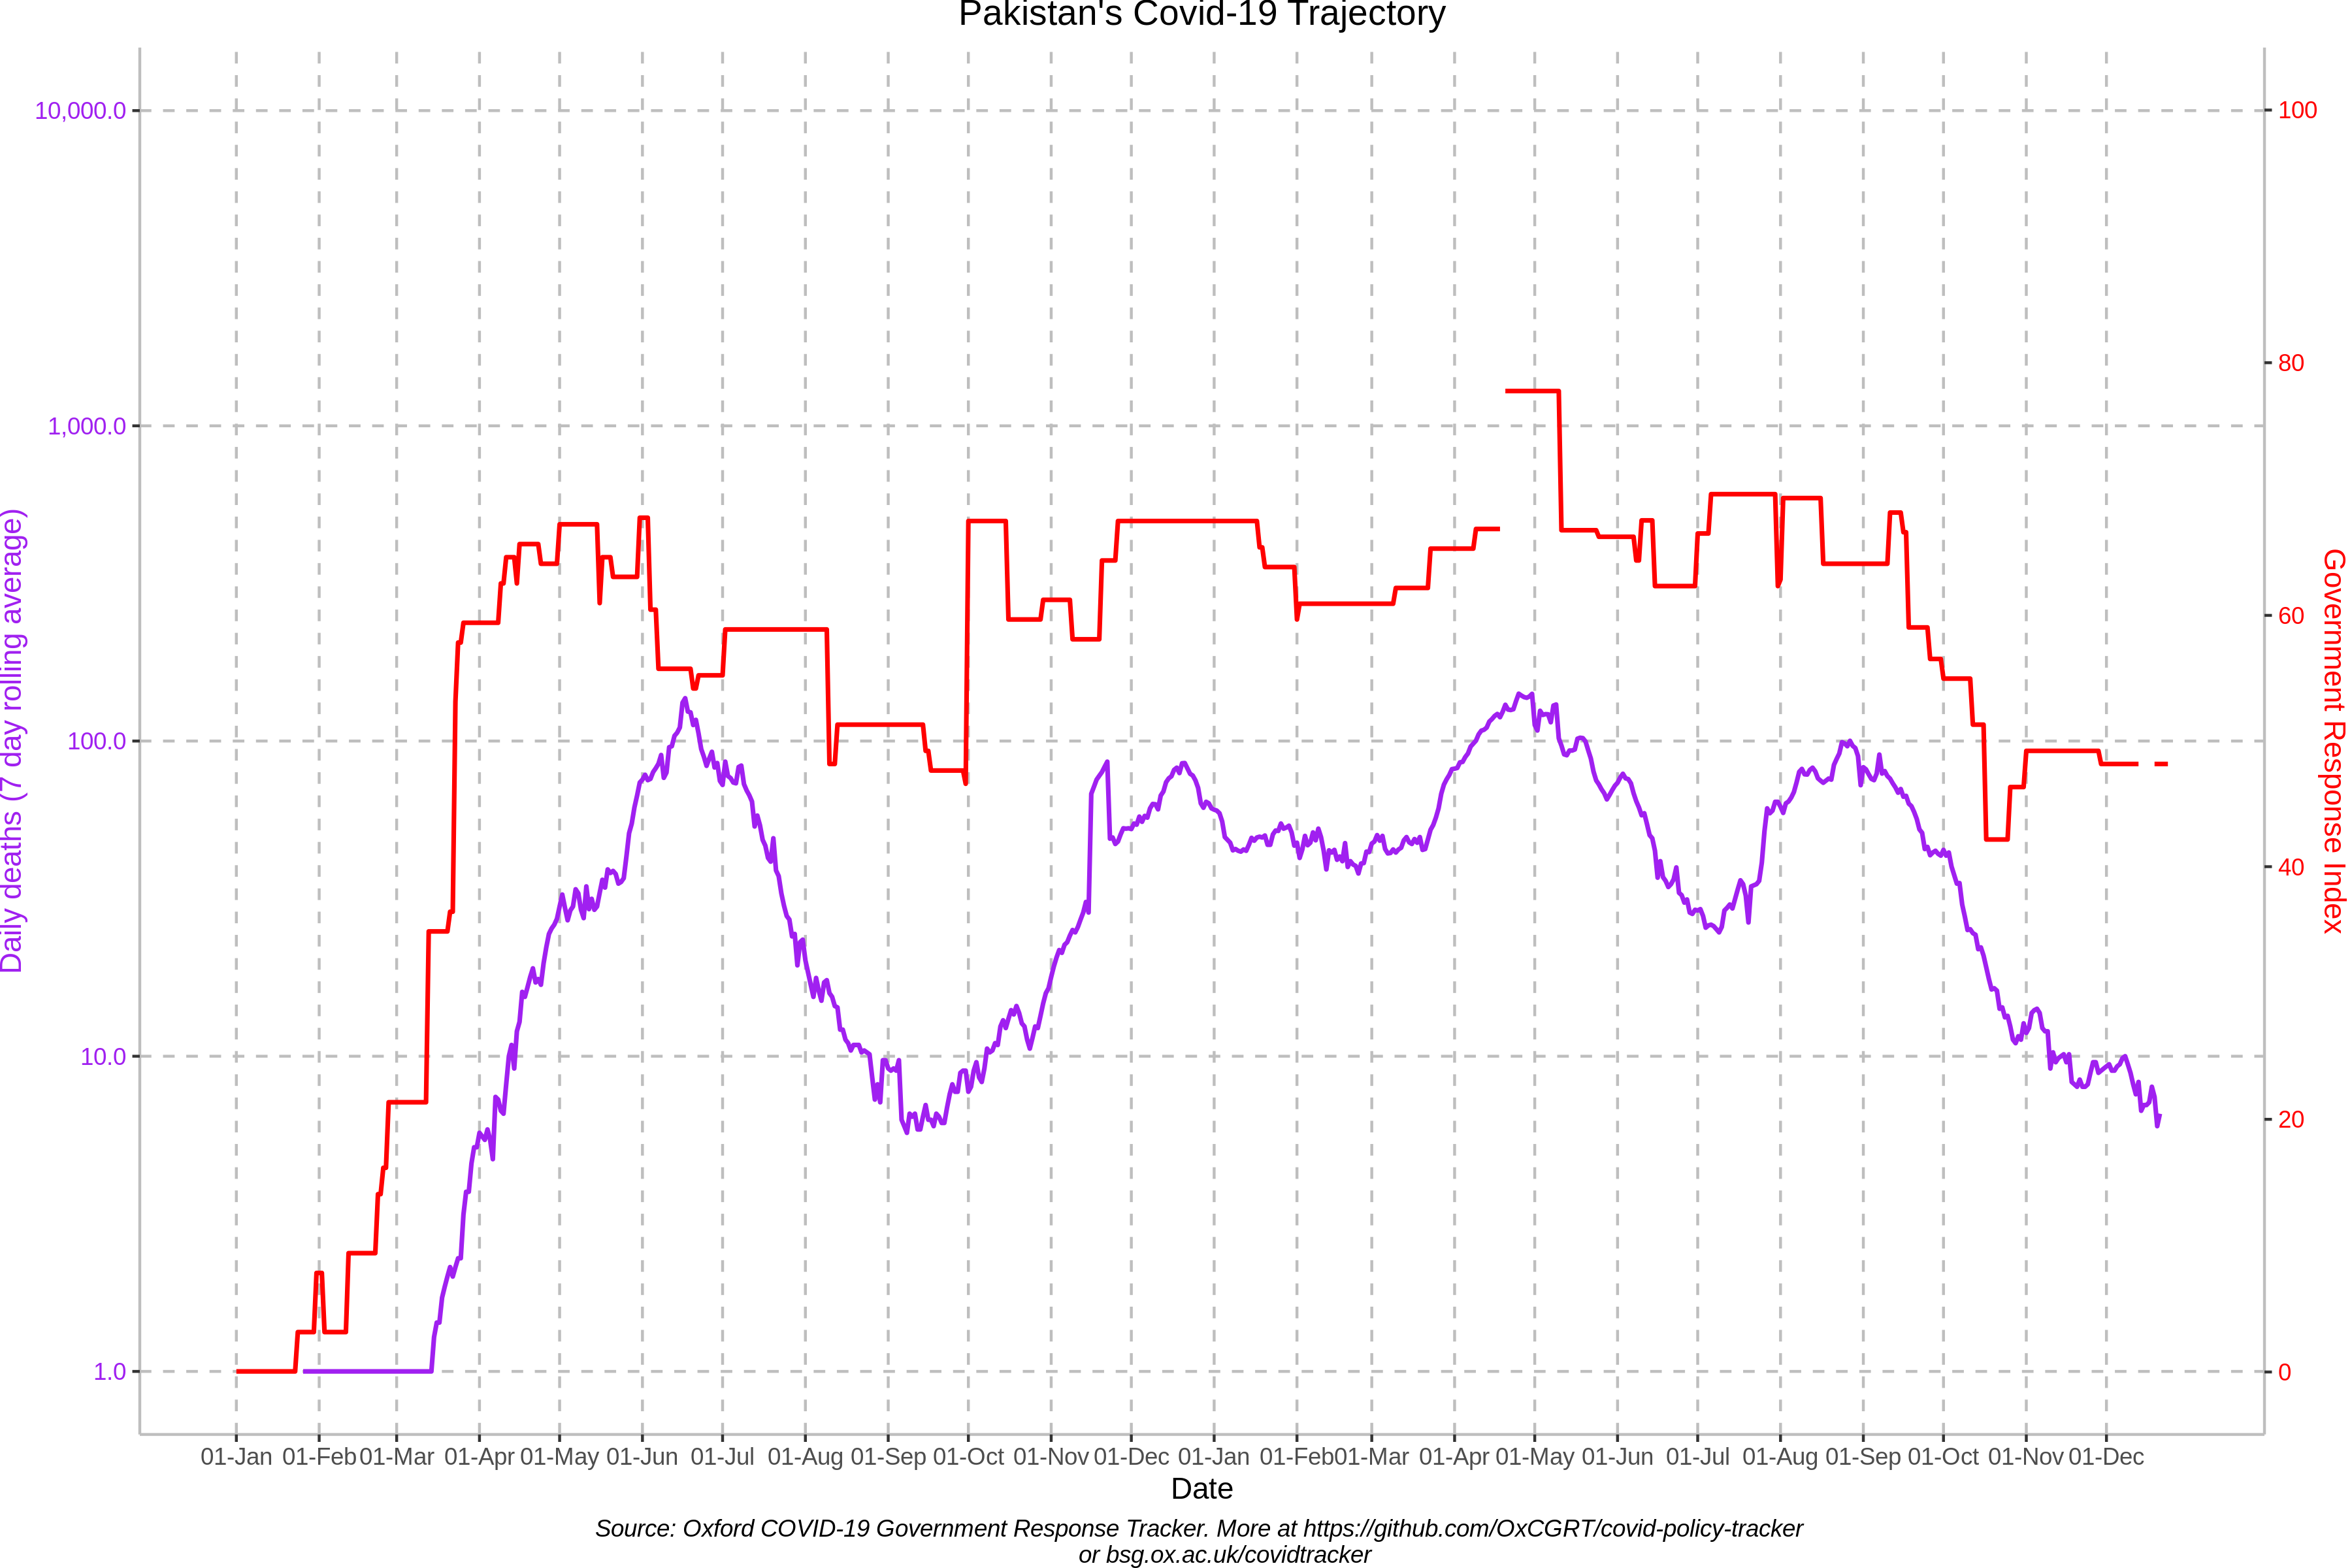 Pakistan's Covid-19 Trajectory
10,000.0
1,000.0
100.0
10.0
1.0
Daily deaths (7 day rolling average)
100
80
60
40
20
0
Government Response Index
01-Jan 01-Feb 01-Mar 01-Apr 01-May 01-Jun 01-Jul 01-Aug 01-Sep 01-Oct 01-Nov 01-Dec 01-Jan 01-Feb 01-Mar 01-Apr 01-May 01-Jun 01-Jul 01-Aug 01-Sep 01-Oct 01-Nov 01-Dec
Date
Source: Oxford COVID-19 Government Response Tracker. More at https://github.com/OxCGRT/covid-policy-tracker
or bsg.ox.ac.uk/covidtracker